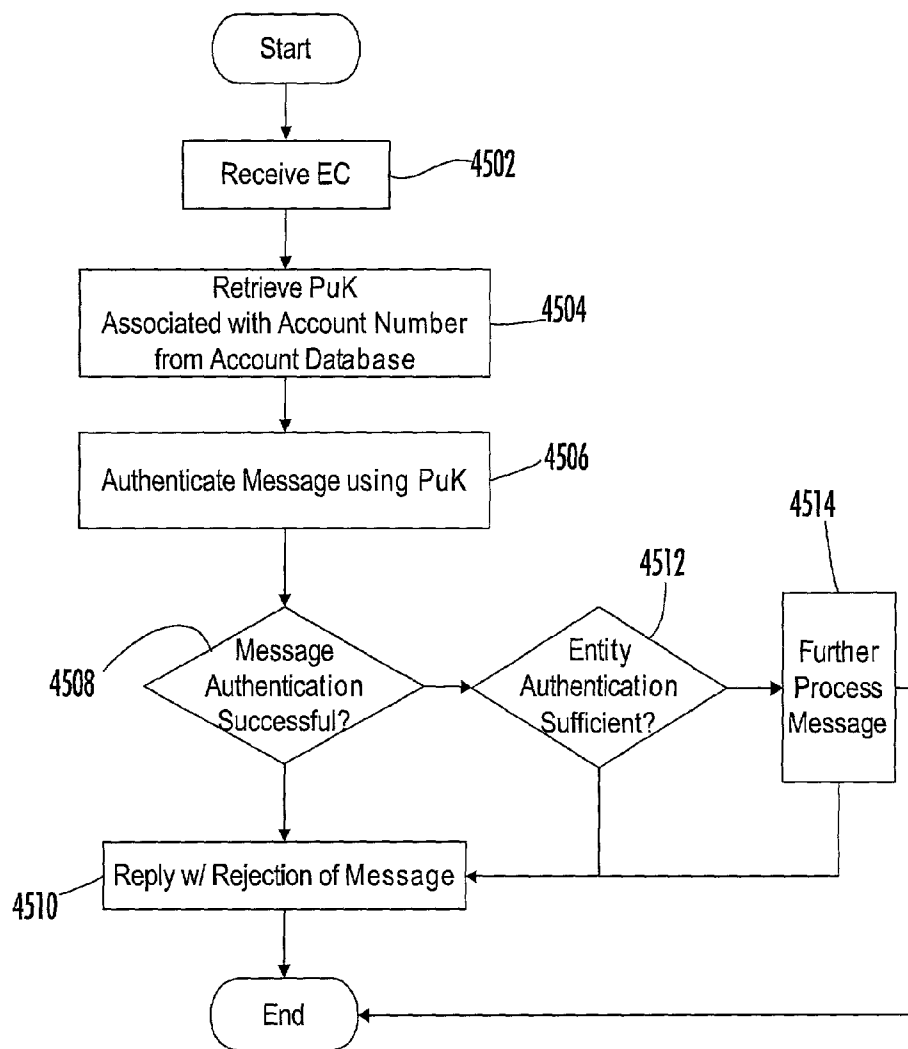 Start
Receive EC
4502
Retrieve PuK
Associated with Account Number
from Account Database
4504
Authenticate Message using PuK
4506
4514
4512
4508
Message
Authentication
Successful?
Entity
Authentication
Sufficient?
Further
Process
Message
Reply w/ Rejection of Message
4510
End